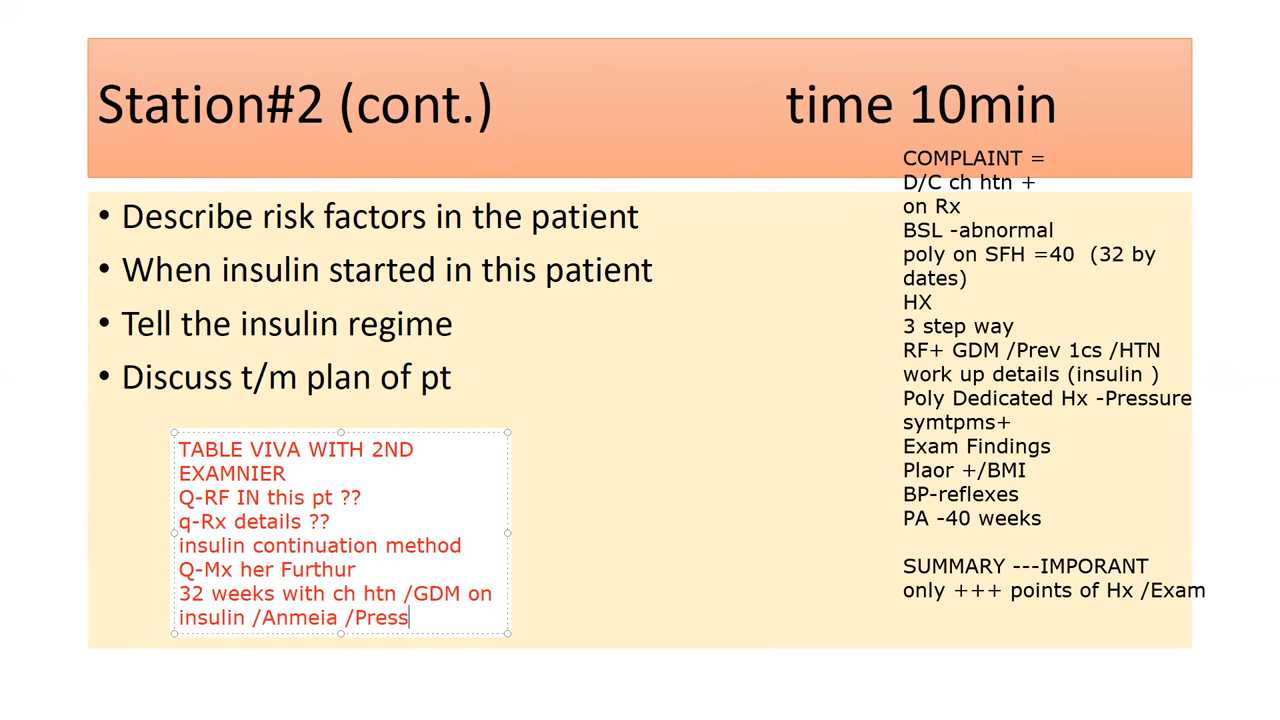 Station#2 (cont.) time 10min
• Describe risk factors in the patient
• When insulin started in this patient
• Tell the insulin regime
• Discuss t/m plan of pt
TABLE VIVA WITH 2ND
EXAMNIER
Q-RF IN this pt ??
q-Rx details ??
insulin continuation method
Q-Mx her Furthur
32 weeks with ch htn /GDM on
insulin /Anmeia /Press
COMPLAINT =
D/C ch htn +
on Rx
BSL -abnormal
poly on SFH =40 (32 by
dates)
HX
3 step way
RF+ GDM /Prev 1cs /HTN
work up details (insulin )
Poly Dedicated Hx -Pressure
symtpms+
Exam Findings
Plaor +/BMI
BP-reflexes
PA -40 weeks
SUMMARY ---IMPORANT
only +++ points of Hx /Exam